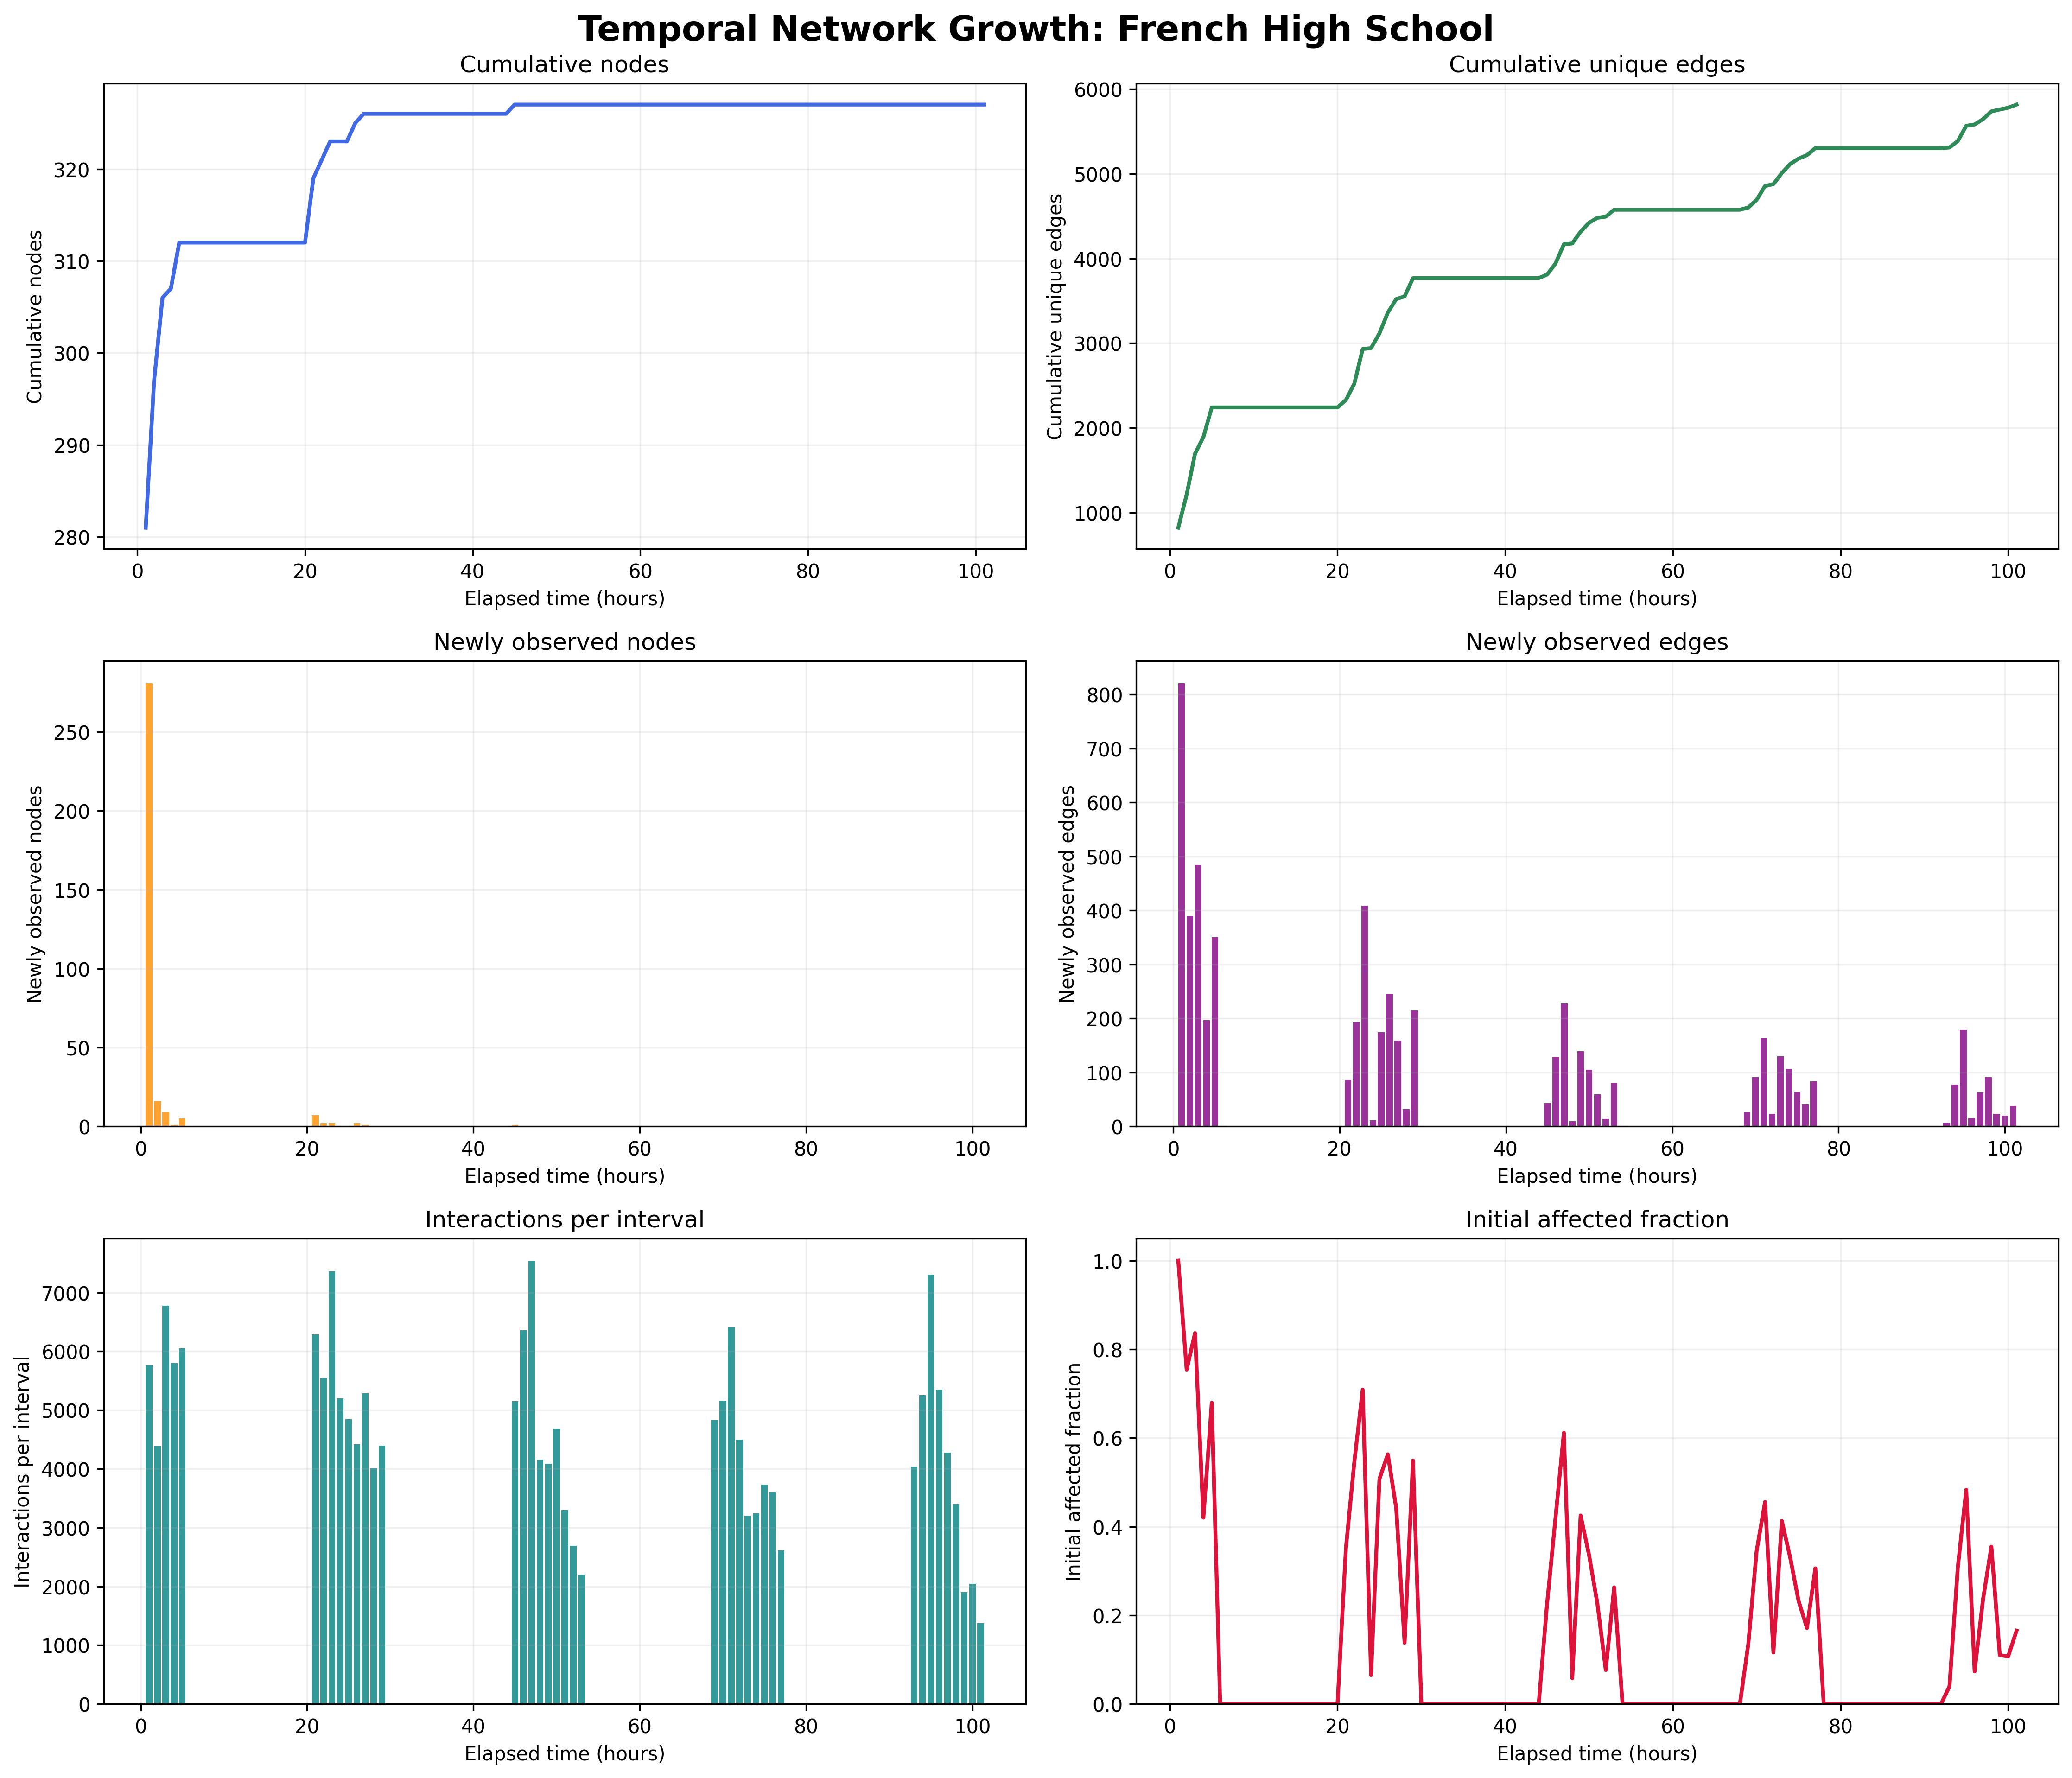 Temporal Network Growth: French High School
Cumulative nodes
Cumulative nodes
320
310
300
290
280
0 20 40 60 80 100
Elapsed time (hours)
Cumulative unique edges
Cumulative unique edges
6000
5000
4000
3000
2000
1000
0 20 40 60 80 100
Elapsed time (hours)
Newly observed nodes
Newly observed nodes
250
200
150
100
50
0
0 20 40 60 80 100
Elapsed time (hours)
Newly observed edges
Newly observed edges
800
700
600
500
400
300
200
100
0
0 20 40 60 80 100
Elapsed time (hours)
Interactions per interval
Interactions per interval
7000
6000
5000
4000
3000
2000
1000
0
0 20 40 60 80 100
Elapsed time (hours)
Initial affected fraction
Initial affected fraction
1.0
0.8
0.6
0.4
0.2
0.0
0 20 40 60 80 100
Elapsed time (hours)